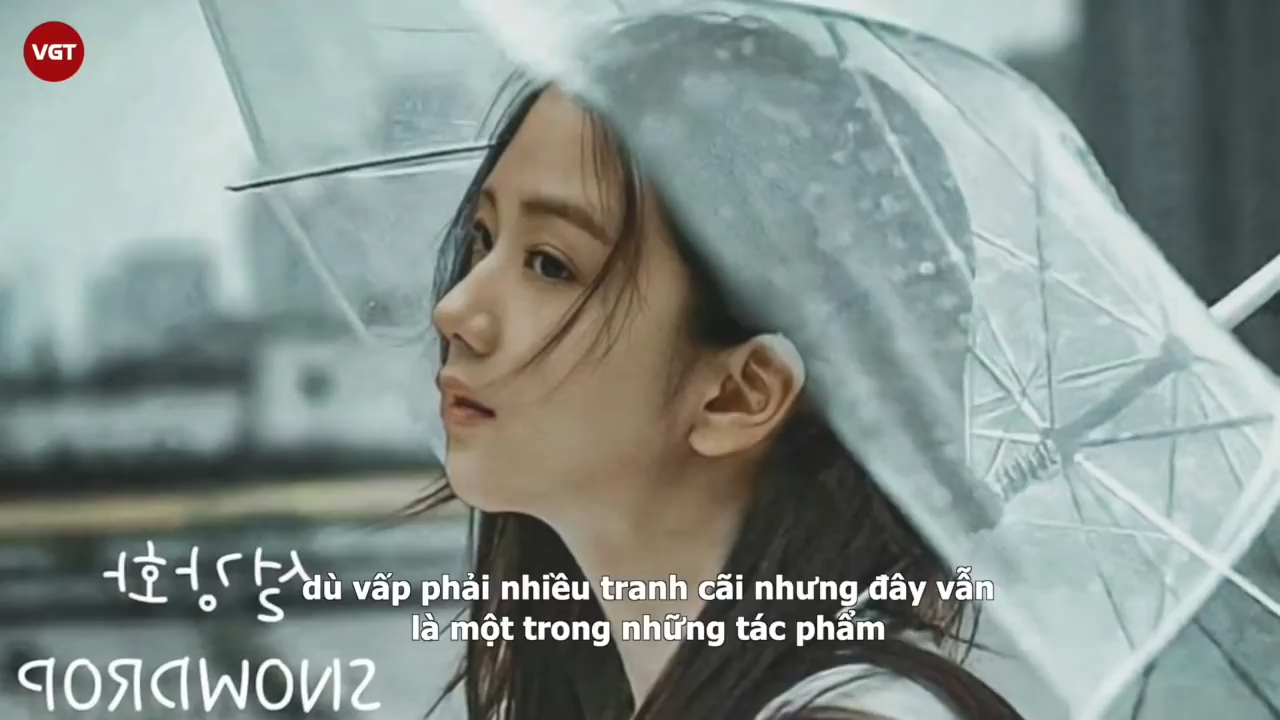 VGT
설강화
dù vấp phải nhiều tranh cãi nhưng đây vẫn
là một trong những tác phẩm
SNOWDROP